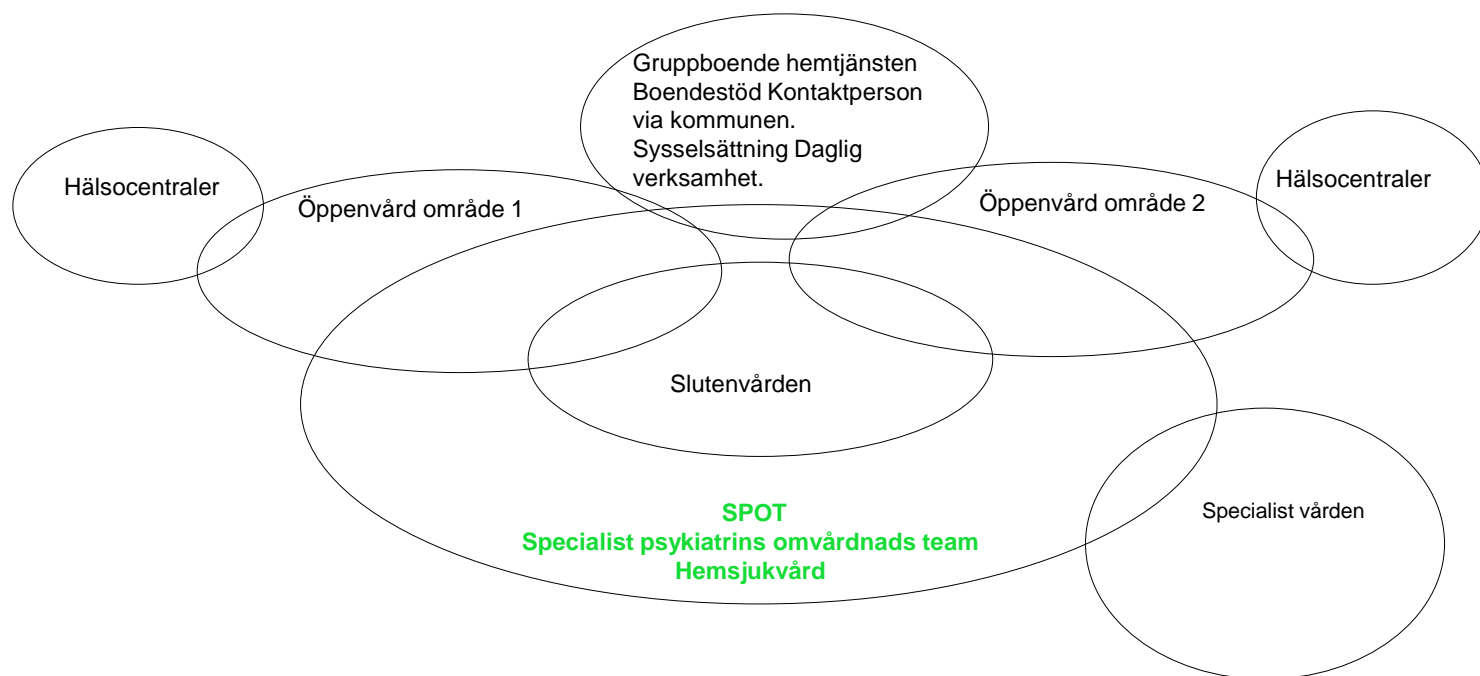 Gruppboende hemtjänsten
Boendestöd Kontaktperson
via kommunen.
Sysselsättning Daglig
verksamhet.
Hälsocentraler
Öppenvård område 1
Öppenvård område 2
Hälsocentraler
Slutenvården
SPOT
Specialist psykiatrins omvårdnads team
Hemsjukvård
Specialist vården